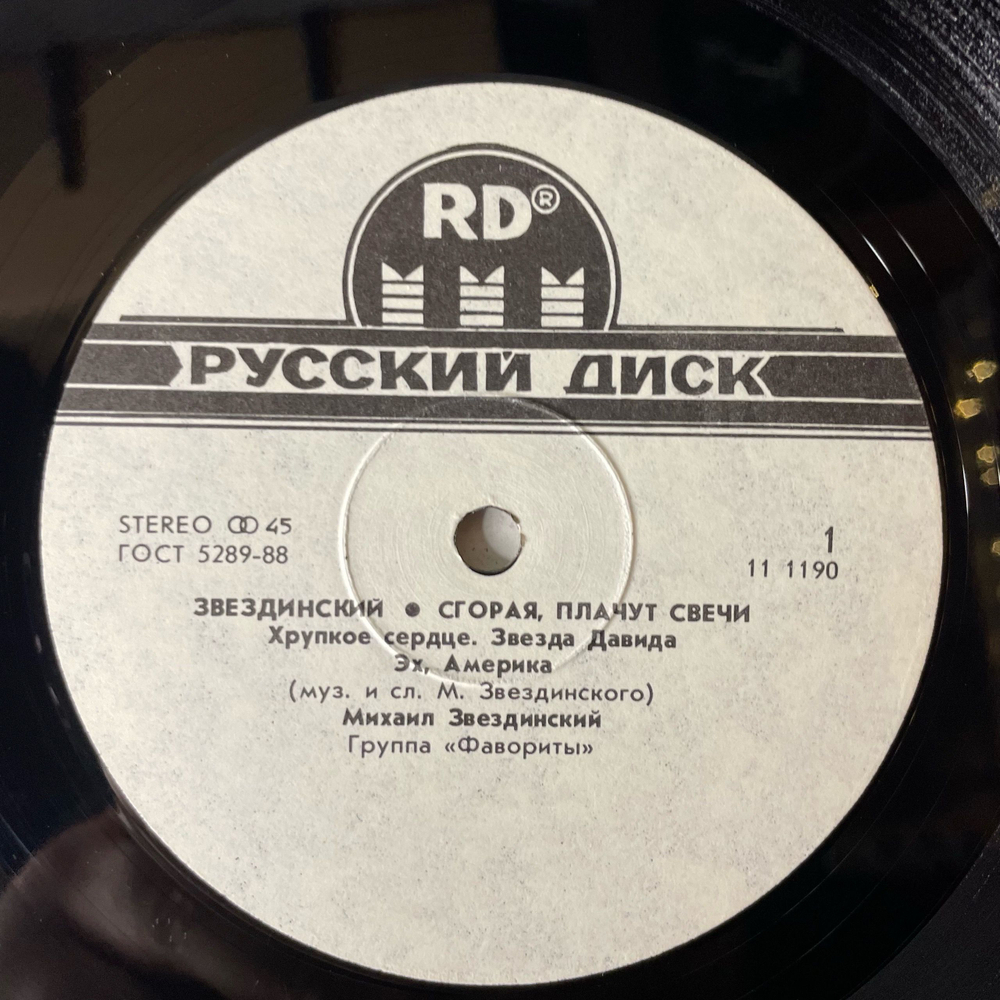 RD®
РУССКИЙ ДИСК
STEREO ꝎO 45
ГОСТ 5289-88
1
11 1190
ЗВЕЗДИНСКИЙ ● СГОРАЯ, ПЛАЧУТ СВЕЧИ
Хрупкое сердце. Звезда Давида
Эх, Америка
(муз. и сл. М. Звездинского)
Михаил Звездинский
Группа «Фавориты»